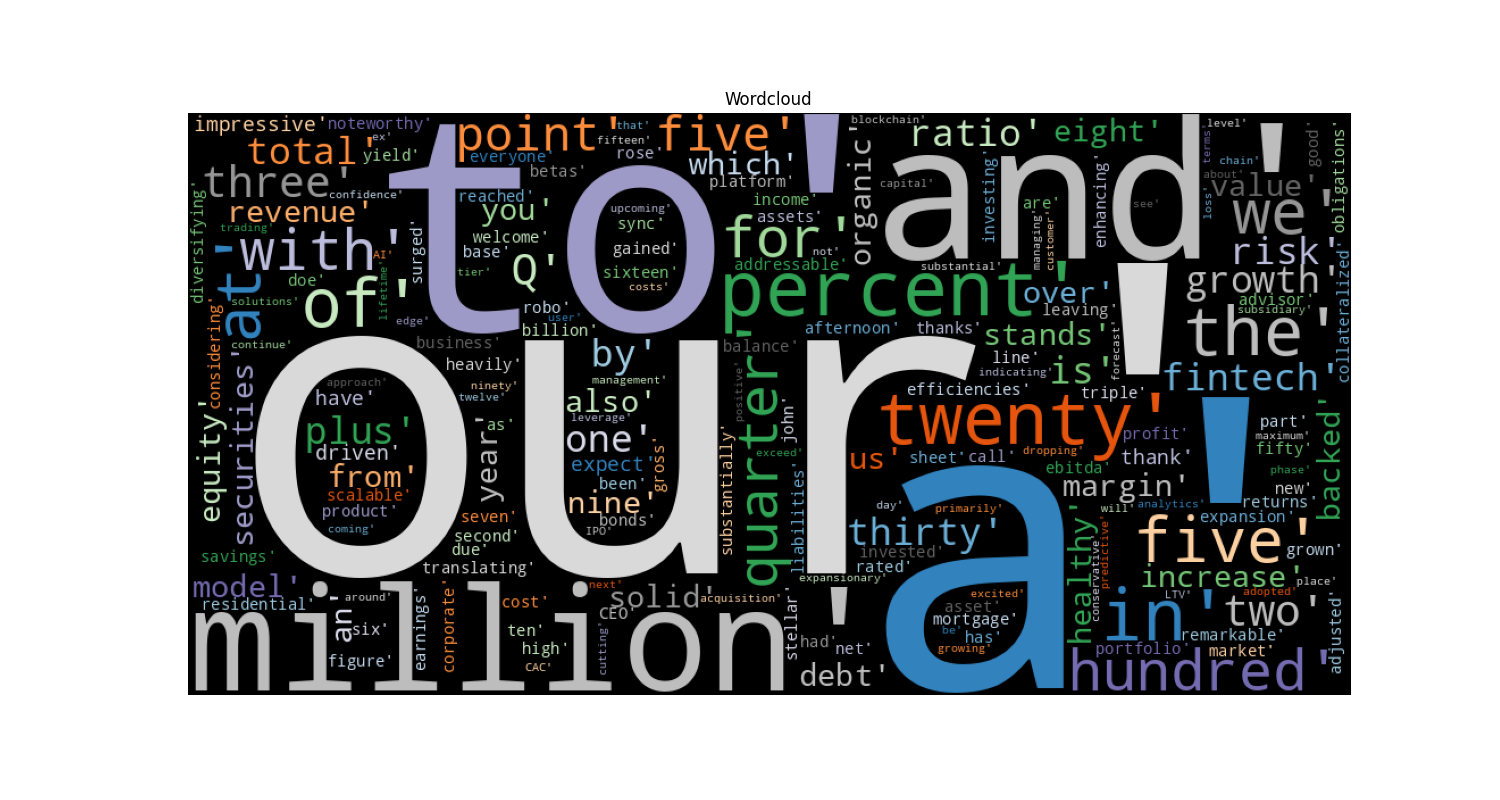 Wordcloud
impressive'
noteworthy'
total'
ex'
yield'
three'
confidence'
revenue'
trading'
with'
AI'
surged'
diversifying'
at'
of'
doe'
solutions'
lifetime'
edge'
continue'
considering'
to'
point'
that'
fifteen'
five'
everyone'
betas'
rose'
which'
platform'
reached'
you'
welcome'
base'
Q'
tier'
upcoming'
sync'
gained'
sixteen'
costs'
income'
assets'
for'
not'
addressable'
robo'
user'
billion'
blockchain'
organic'
ratio'
eight'
capital'
and'
investing'
are'
managing'
customer'
enhancing'
see'
substantial'
percent'
over'
leaving'
level'
terms'
chain'
about'
good'
value'
loss'
we'
obligations'
risk'
growth'
advisor'
subsidiary'
the'
collateralized'
afternoon'
thanks'
stands'
business'
heavily'
by'
balance'
line'
indicating'
is'
forecast'
fintech'
efficiencies'
triple'
our'
approach'
have'
ninety'
twelve'
management'
also'
leverage'
positive'
plus'
driven'
year'
as'
one'
expect'
been'
gross'
john'
quarter'
exceed'
twenty'
profit'
us'
sheet'
call'
dropping'
thank'
ebitda'
part'
maximum'
fifty'
phase'
backed'
equity'
securities'
from'
scalable'
product'
coming'
seven'
second'
due'
translating'
nine'
bonds'
IPO'
substantially'
liabilities'
margin'
new'
returns'
analytics'
will'
expansion'
day'
primarily'
thirty'
invested'
rated'
expansionary'
healthy'
predictive'
conservative'
five'
grown'
increase'
place'
savings'
model'
residential'
an'
around'
six'
figure'
earnings'
corporate'
cost'
next'
solid'
acquisition'
CEO'
ten'
high'
CAC'
cutting'
stellar'
had'
net'
debt'
a'
excited'
asset'
mortgage'
be'
has'
growing'
LTV'
adopted'
in'
two'
remarkable'
portfolio'
market'
adjusted'
million'
hundred'